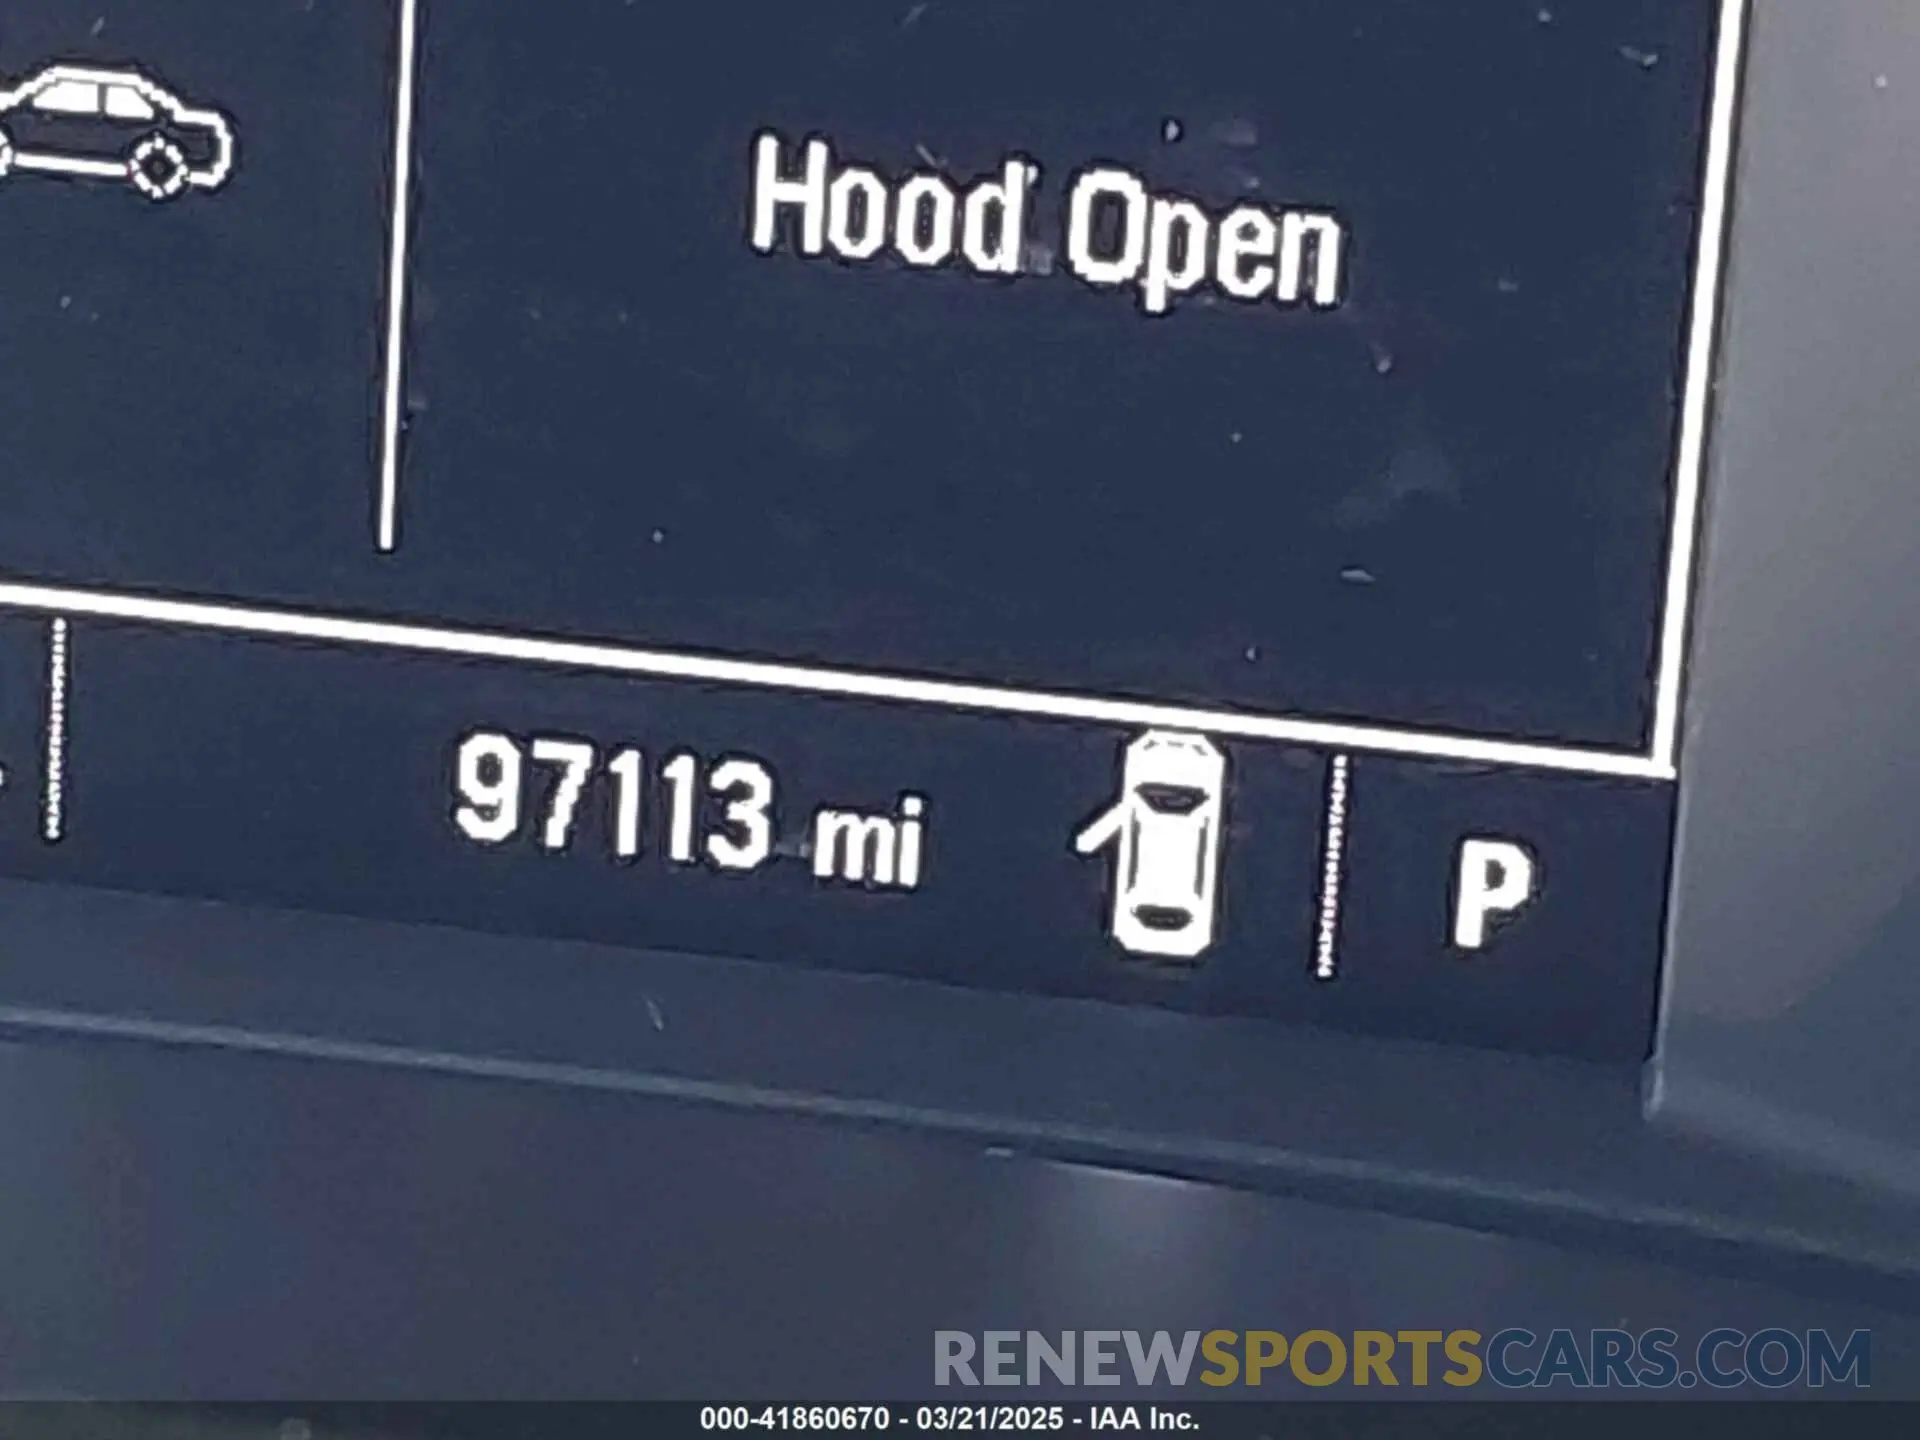 Hood Open
97113 mi
P
RENEWSPORTSCARS.COM
000-41860670 - 03/21/2025 - IAA Inc.